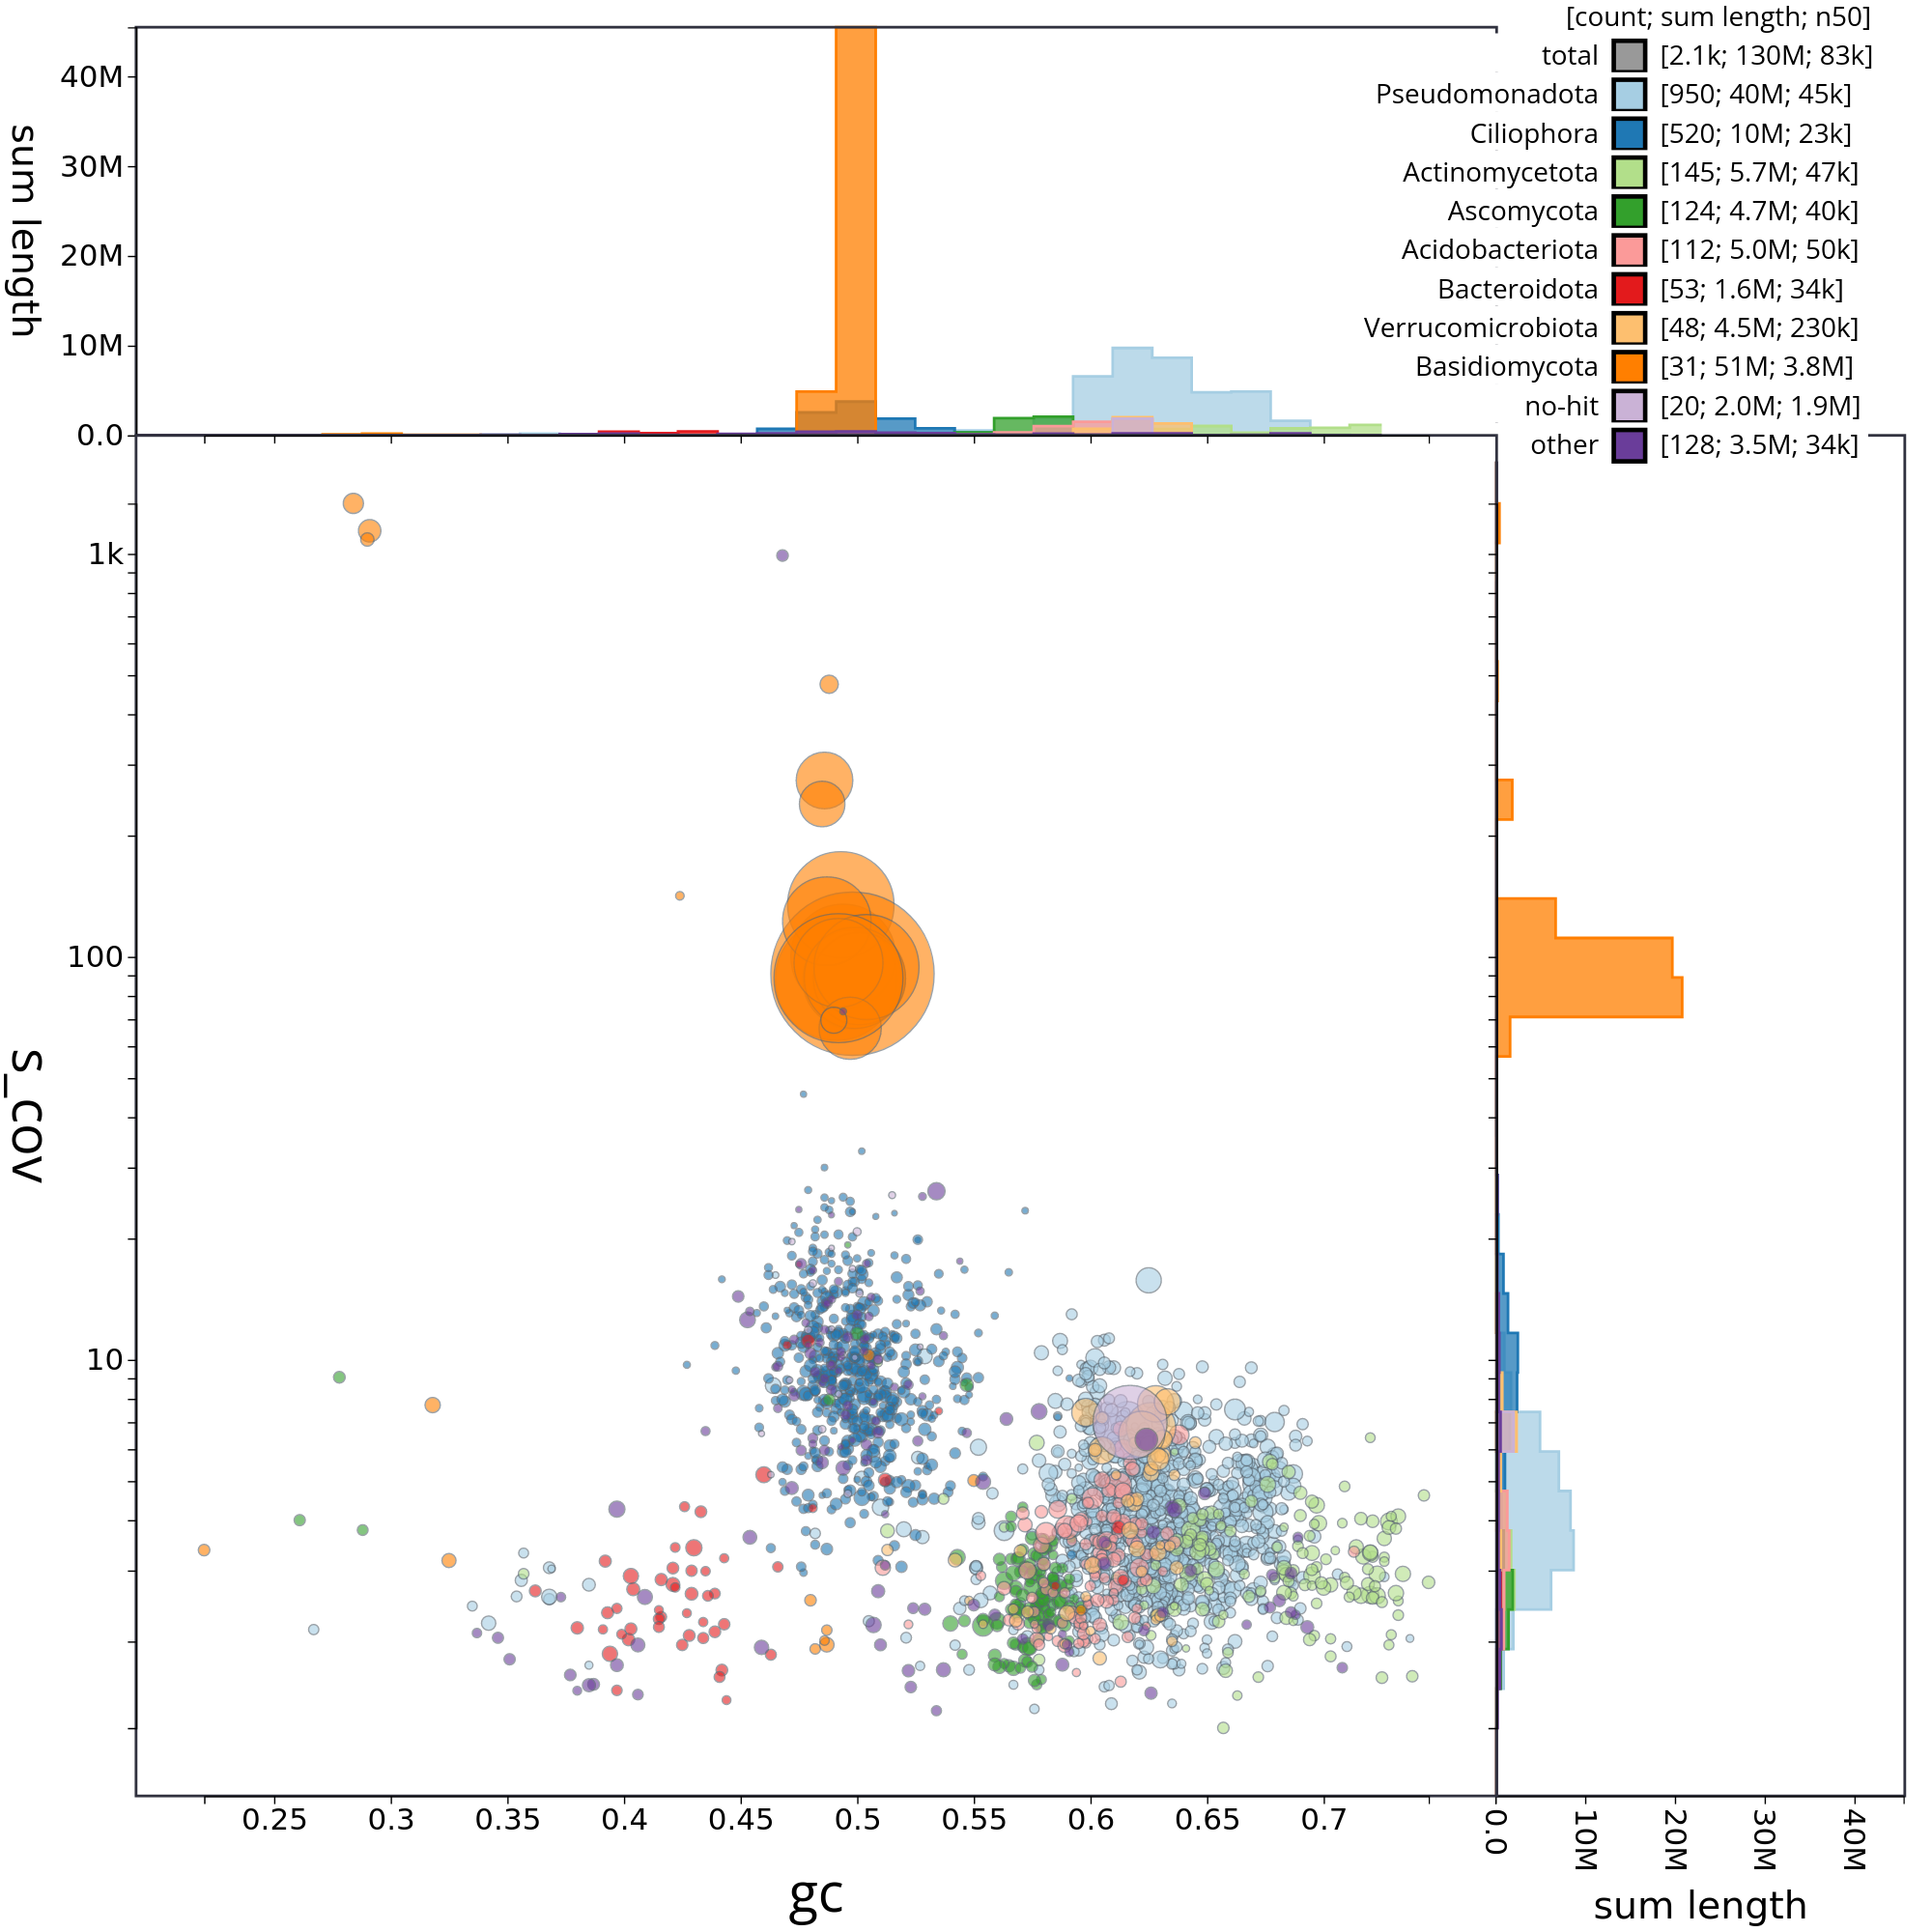 [count; sum length; n50]
total [2.1k; 130M; 83k]
Pseudomonadota [950; 40M; 45k]
Ciliophora [520; 10M; 23k]
Actinomycetota [145; 5.7M; 47k]
Ascomycota [124; 4.7M; 40k]
Acidobacteriota [112; 5.0M; 50k]
Bacteroidota [53; 1.6M; 34k]
Verrucomicrobiota [48; 4.5M; 230k]
Basidiomycota [31; 51M; 3.8M]
no-hit [20; 2.0M; 1.9M]
other [128; 3.5M; 34k]
sum length
40M
30M
20M
10M
0.0
s_cov
1k
100
10
0.25 0.3 0.35 0.4 0.45 0.5 0.55 0.6 0.65 0.7
gc
0.0 10M 20M 30M 40M
sum length